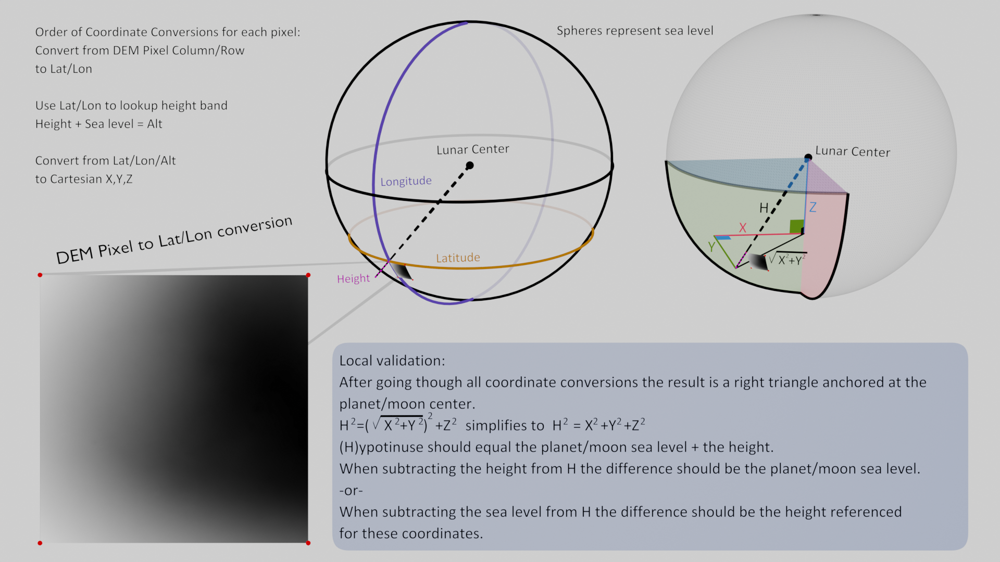 Order of Coordinate Conversions for each pixel:
Convert from DEM Pixel Column/Row
to Lat/Lon
Use Lat/Lon to lookup height band
Height + Sea level = Alt
Convert from Lat/Lon/Alt
to Cartesian X,Y,Z
DEM Pixel to Lat/Lon conversion
Lunar Center
Longitude
Latitude
Height
Spheres represent sea level
Lunar Center
H
Z
X
Y
√X²+Y²
Local validation:
After going though all coordinate conversions the result is a right triangle anchored at the
planet/moon center.
H²=(√X²+Y²)²+Z² simplifies to H² = X²+Y²+Z²
(H)ypotinuse should equal the planet/moon sea level + the height.
When subtracting the height from H the difference should be the planet/moon sea level.
-or-
When subtracting the sea level from H the difference should be the height referenced
for these coordinates.